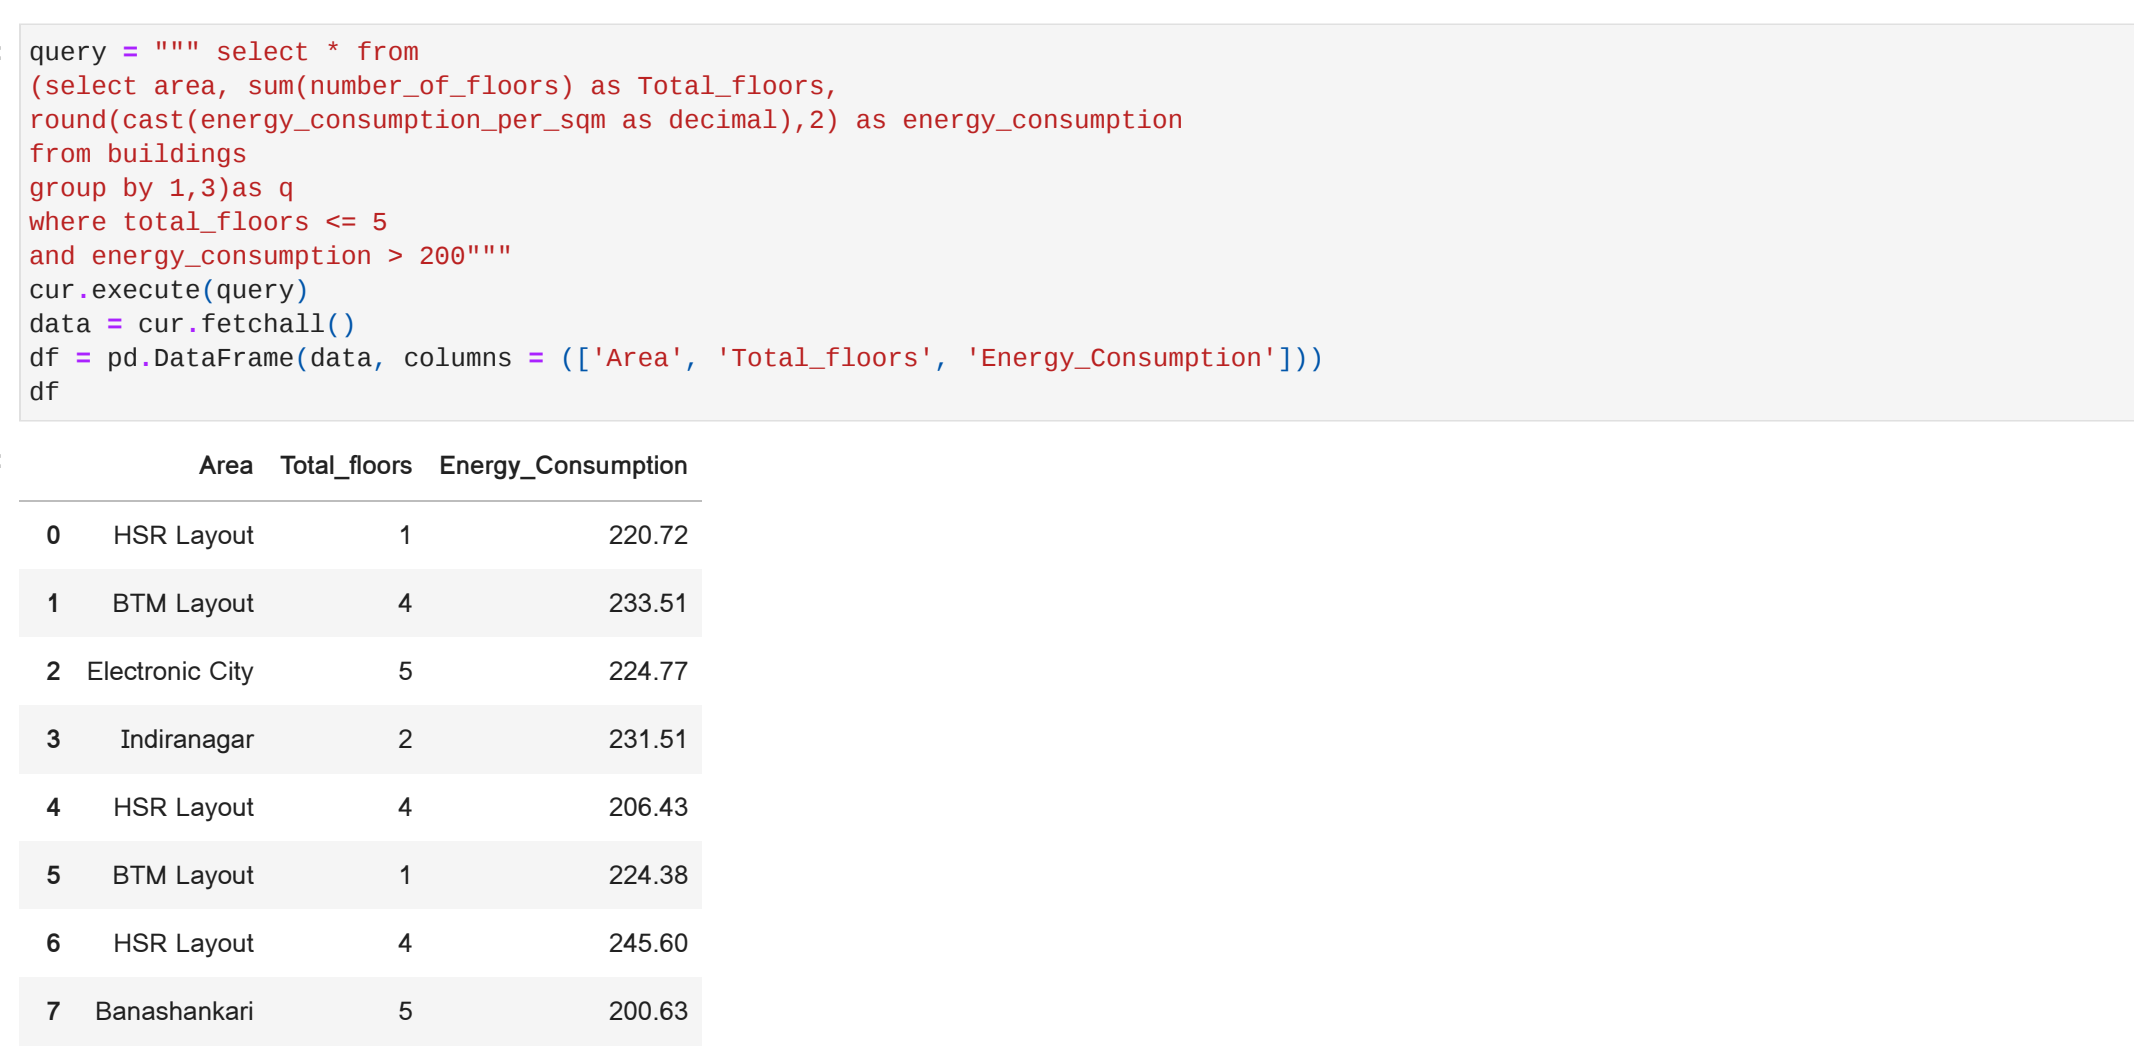 query = """ select * from
(select area, sum(number_of_floors) as Total_floors,
round(cast(energy_consumption_per_sqm as decimal),2) as energy_consumption
from buildings
group by 1,3)as q
where total_floors <= 5
and energy_consumption > 200"""
cur.execute(query)
data = cur.fetchall()
df = pd.DataFrame(data, columns = (['Area', 'Total_floors', 'Energy_Consumption']))
df
Area Total_floors Energy_Consumption
0 HSR Layout 1 220.72
1 BTM Layout 4 233.51
2 Electronic City 5 224.77
3 Indiranagar 2 231.51
4 HSR Layout 4 206.43
5 BTM Layout 1 224.38
6 HSR Layout 4 245.60
7 Banashankari 5 200.63